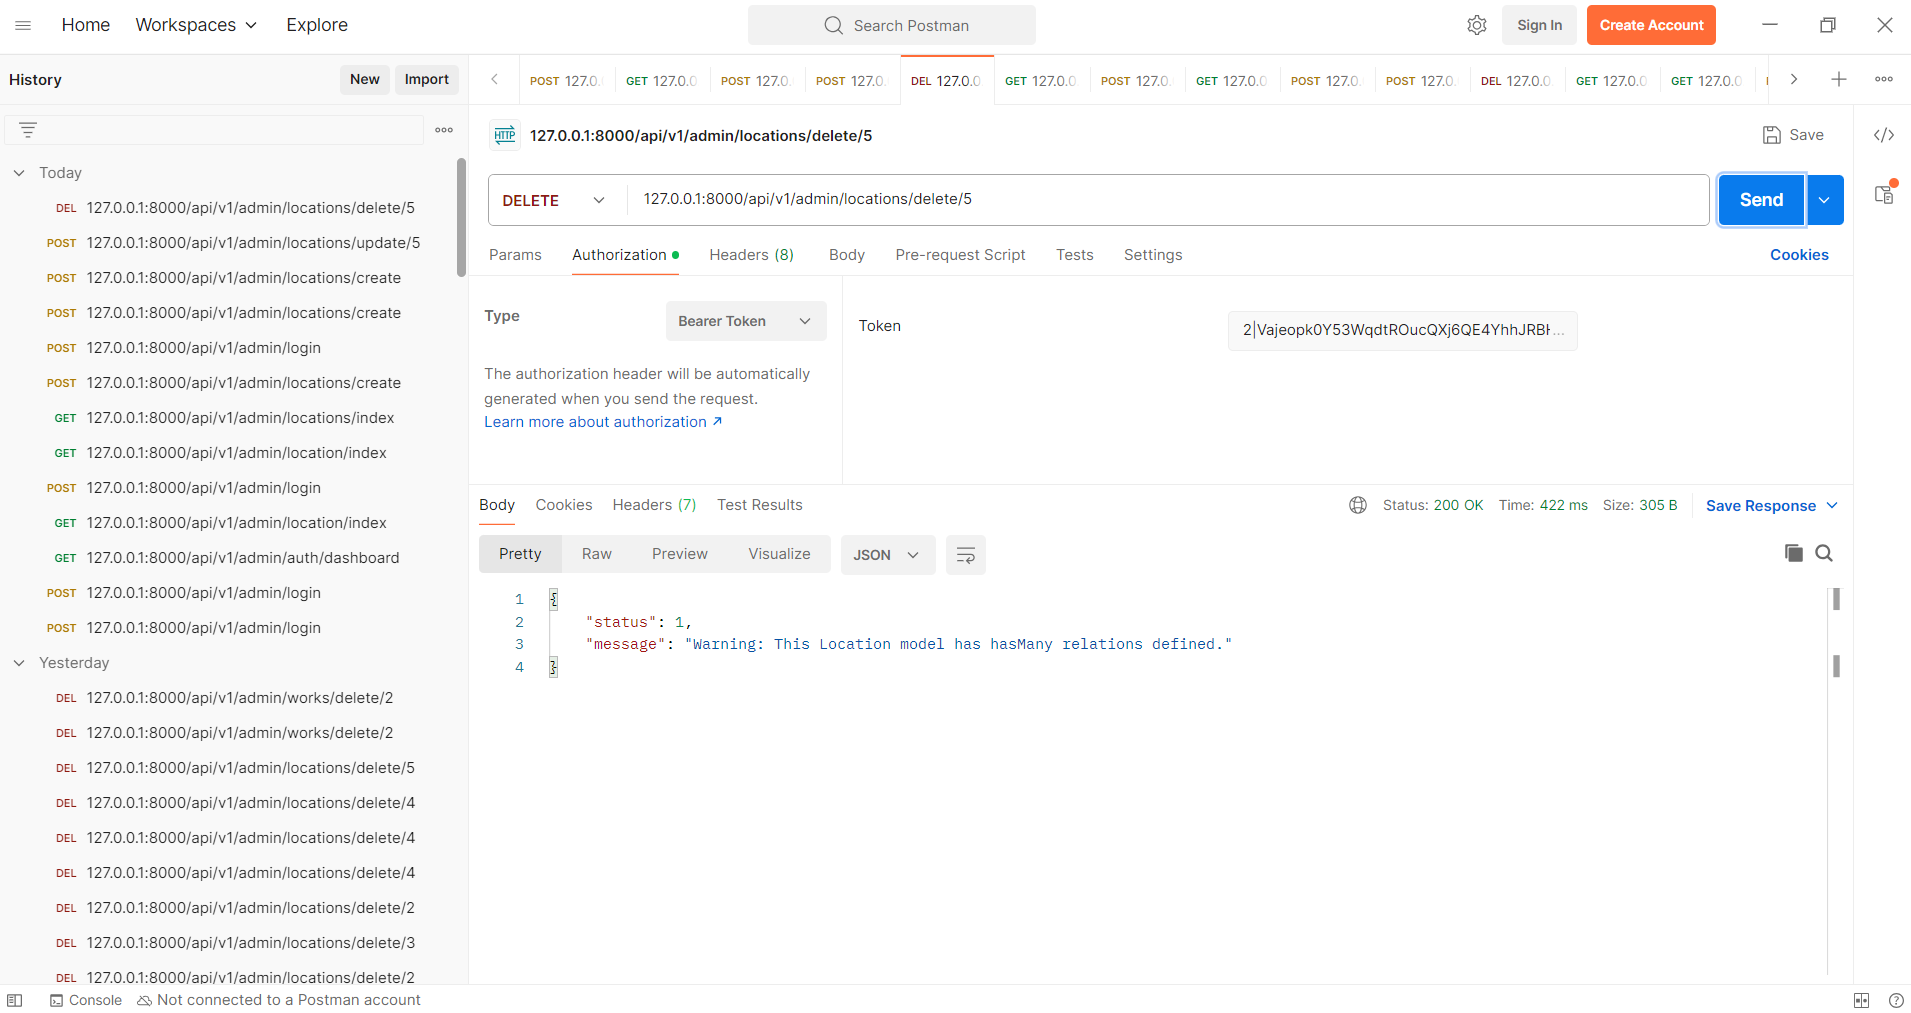 Home Workspaces Explore
Search Postman
Sign In Create Account
History New Import
POST 127.0. GET 127.0.0 POST 127.0. POST 127.0. DEL 127.0.0 GET 127.0.0 POST 127.0. GET 127.0.0 POST 127.0. POST 127.0. DEL 127.0.0. GET 127.0.0 GET 127.0.0
HTTP 127.0.0.1:8000/api/v1/admin/locations/delete/5 Save
DELETE 127.0.0.1:8000/api/v1/admin/locations/delete/5 Send
Params Authorization Headers (8) Body Pre-request Script Tests Settings Cookies
Type Bearer Token
Token 2|Vajeopk0Y53WqdtROucQXj6QE4YhhJRBH...
The authorization header will be automatically
generated when you send the request.
Learn more about authorization ↗
Today
DEL 127.0.0.1:8000/api/v1/admin/locations/delete/5
POST 127.0.0.1:8000/api/v1/admin/locations/update/5
POST 127.0.0.1:8000/api/v1/admin/locations/create
POST 127.0.0.1:8000/api/v1/admin/locations/create
POST 127.0.0.1:8000/api/v1/admin/login
POST 127.0.0.1:8000/api/v1/admin/locations/create
GET 127.0.0.1:8000/api/v1/admin/locations/index
GET 127.0.0.1:8000/api/v1/admin/location/index
POST 127.0.0.1:8000/api/v1/admin/login
GET 127.0.0.1:8000/api/v1/admin/location/index
GET 127.0.0.1:8000/api/v1/admin/auth/dashboard
POST 127.0.0.1:8000/api/v1/admin/login
POST 127.0.0.1:8000/api/v1/admin/login
Yesterday
DEL 127.0.0.1:8000/api/v1/admin/works/delete/2
DEL 127.0.0.1:8000/api/v1/admin/works/delete/2
DEL 127.0.0.1:8000/api/v1/admin/locations/delete/5
DEL 127.0.0.1:8000/api/v1/admin/locations/delete/4
DEL 127.0.0.1:8000/api/v1/admin/locations/delete/4
DEL 127.0.0.1:8000/api/v1/admin/locations/delete/4
DEL 127.0.0.1:8000/api/v1/admin/locations/delete/2
DEL 127.0.0.1:8000/api/v1/admin/locations/delete/3
DEL 127.0.0.1:8000/api/v1/admin/locations/delete/2
Body Cookies Headers (7) Test Results Status: 200 OK Time: 422 ms Size: 305 B Save Response
Pretty Raw Preview Visualize JSON
1 {
2 "status": 1,
3 "message": "Warning: This Location model has hasMany relations defined."
4 }
Console Not connected to a Postman account